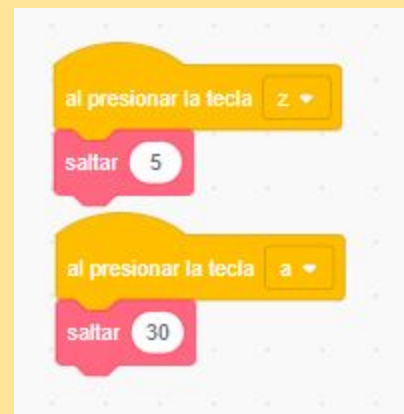 al presionar la tecla z
saltar 5
al presionar la tecla a
saltar 30